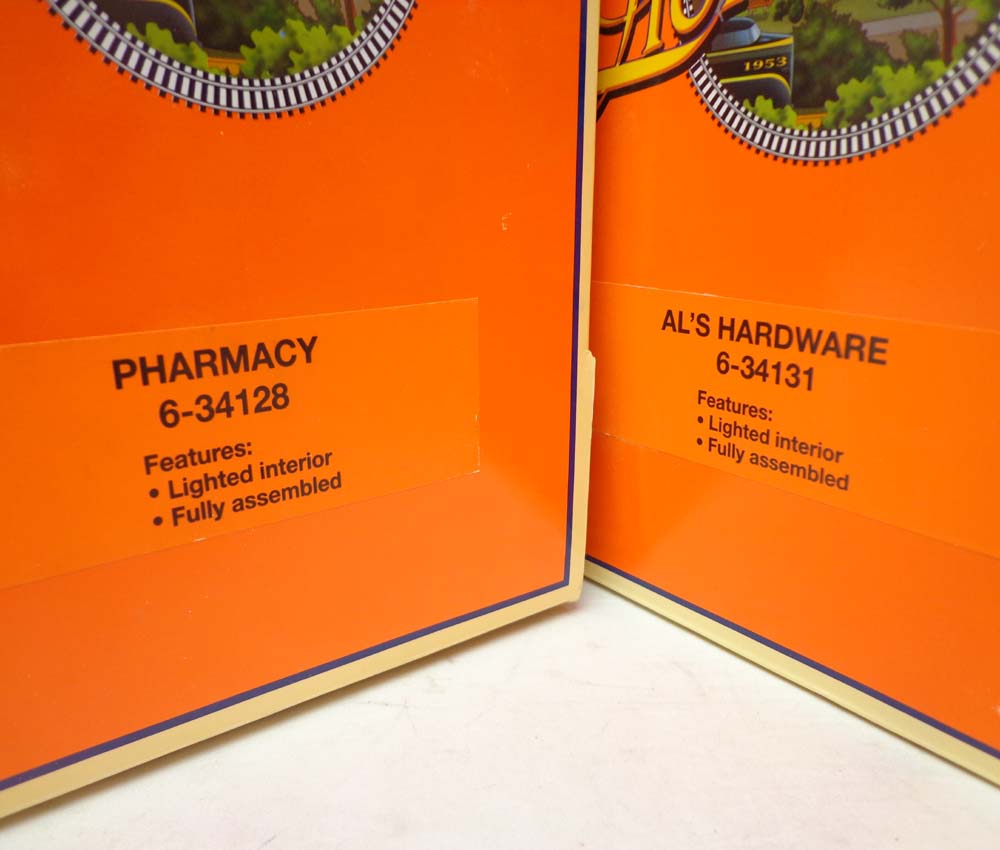 PHARMACY
6-34128
Features:
• Lighted interior
• Fully assembled
1953
AL'S HARDWARE
6-34131
Features:
• Lighted interior
• Fully assembled